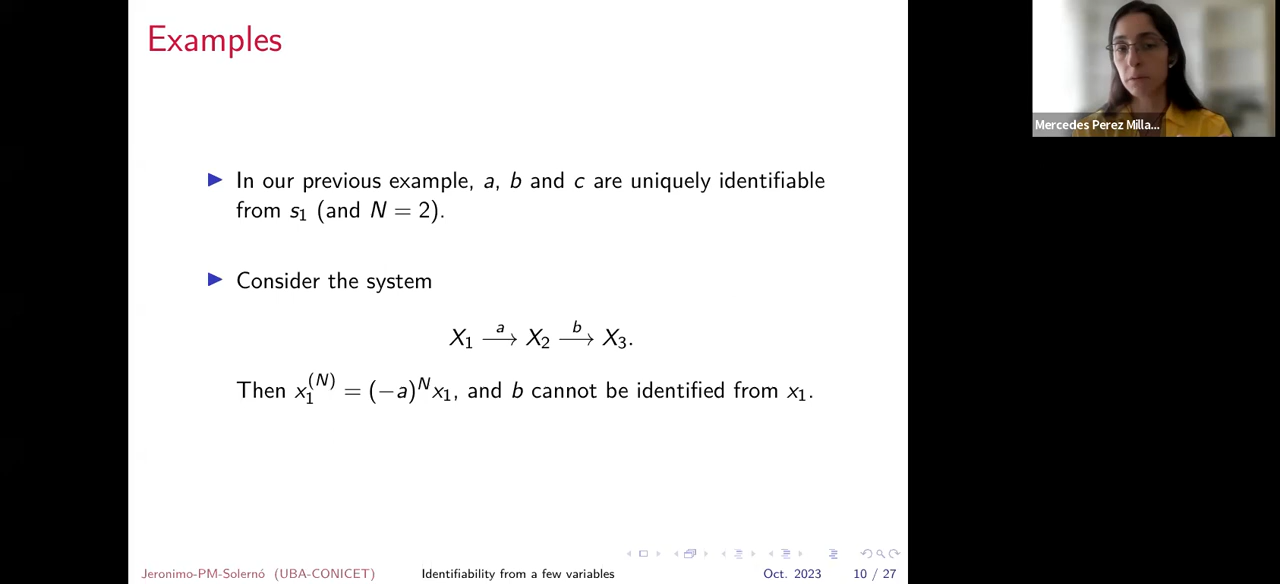 Examples
▶ In our previous example, a, b and c are uniquely identifiable
from s₁ (and N = 2).
▶ Consider the system
X₁ —a→ X₂ —b→ X₃.
Then x₁⁽ᴺ⁾ = (−a)ᴺx₁, and b cannot be identified from x₁.
Jeronimo-PM-Solernó (UBA-CONICET) Identifiability from a few variables Oct. 2023 10 / 27
Mercedes Perez Milla...